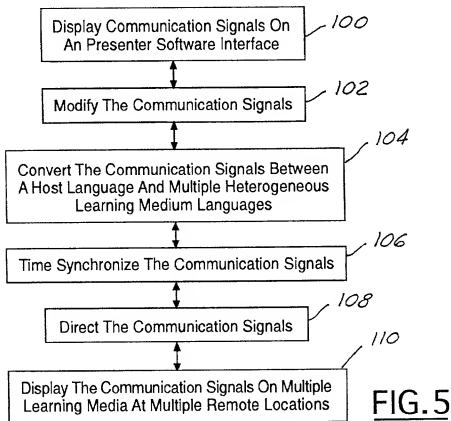 Display Communication Signals On
An Presenter Software Interface
100
Modify The Communication Signals
102
Convert The Communication Signals Between
A Host Language And Multiple Heterogeneous
Learning Medium Languages
104
Time Synchronize The Communication Signals
106
Direct The Communication Signals
108
Display The Communication Signals On Multiple
Learning Media At Multiple Remote Locations
110
FIG.5